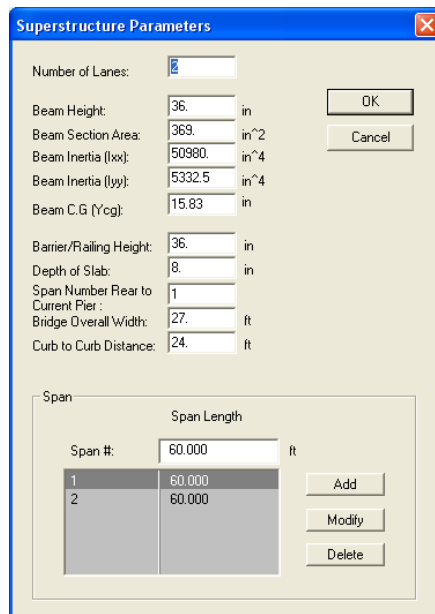 Superstructure Parameters
Number of Lanes: 2
Beam Height: 36. in
Beam Section Area: 369. in^2
Beam Inertia (Ixx): 50980. in^4
Beam Inertia (Iyy): 5332.5 in^4
Beam C.G (Ycg): 15.83 in
Barrier/Railing Height: 36. in
Depth of Slab: 8. in
Span Number Rear to
Current Pier : 1
Bridge Overall Width: 27. ft
Curb to Curb Distance: 24. ft
OK
Cancel
Span
Span Length
Span #: 60.000 ft
1 60.000
2 60.000
Add
Modify
Delete